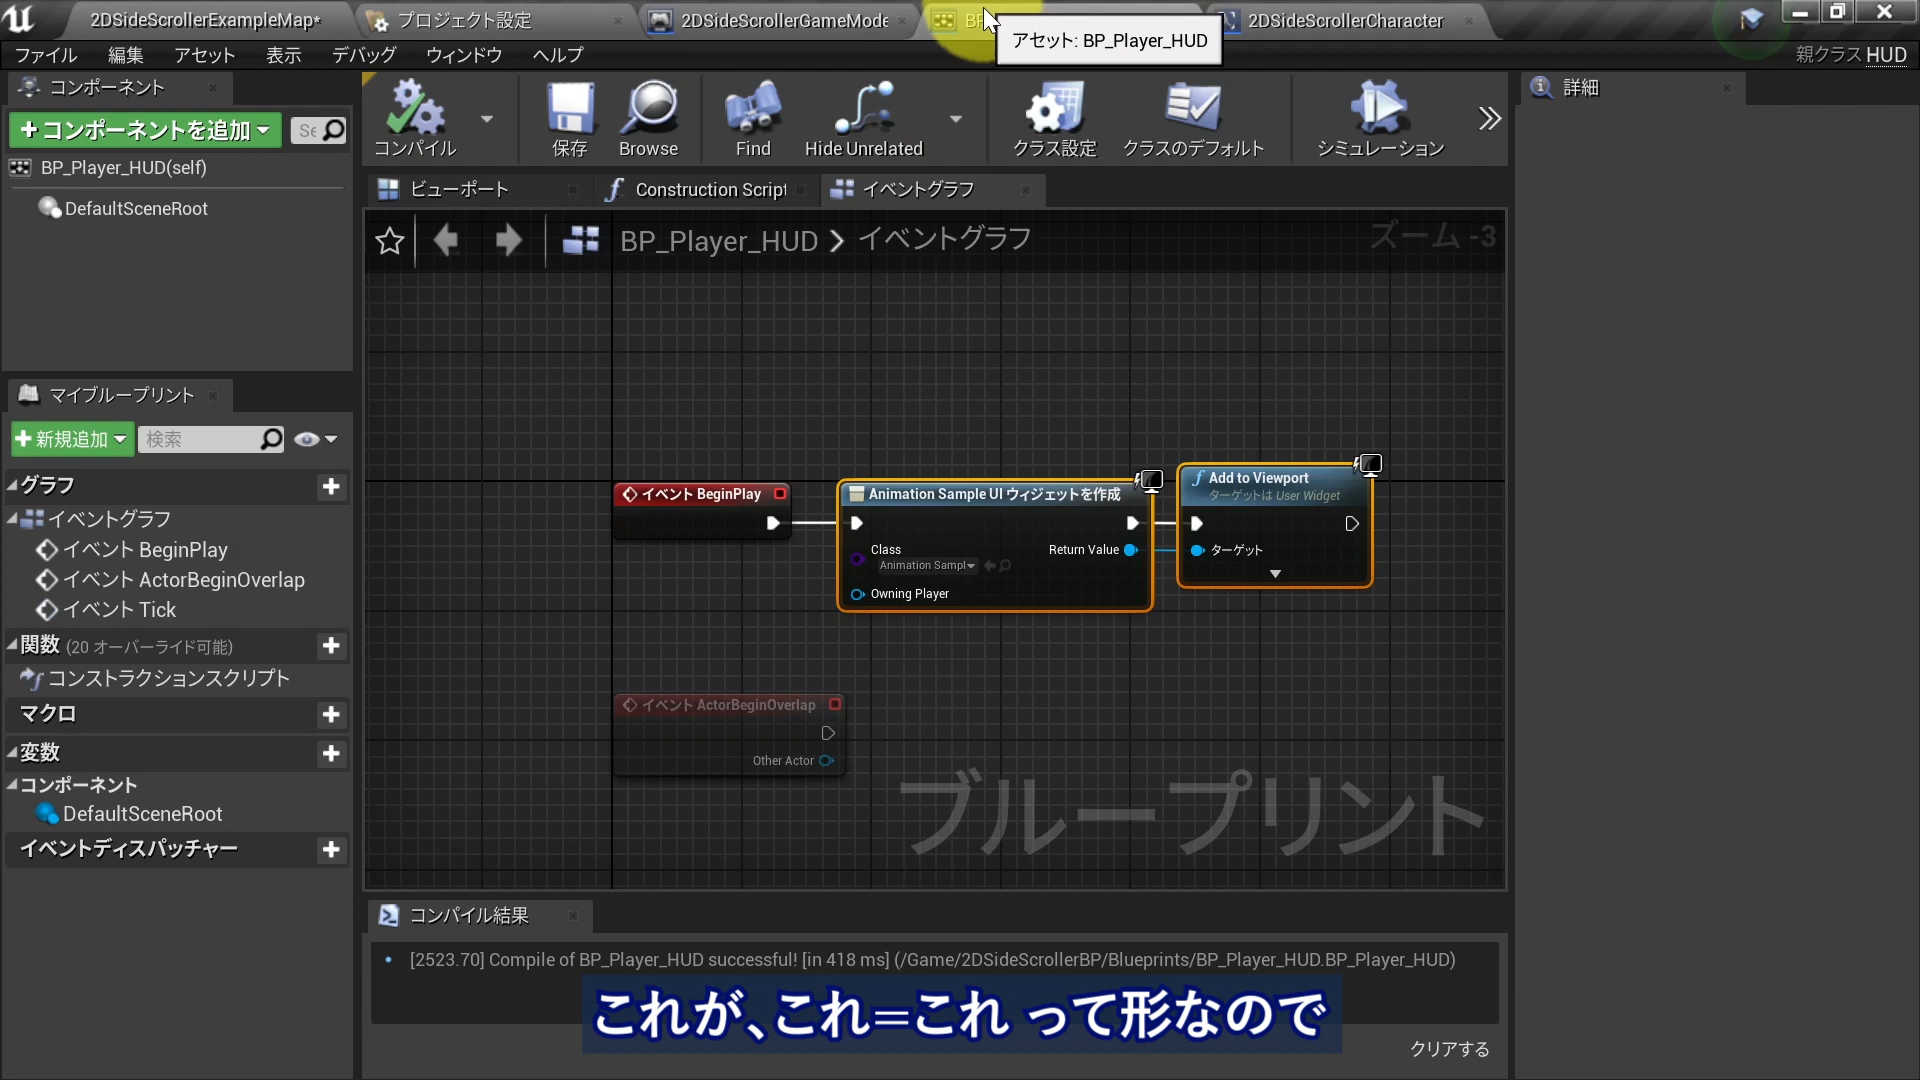 2DSideScrollerExampleMap*
プロジェクト設定
2DSideScrollerGameMode
2DSideScrollerCharacter
アセット: BP_Player_HUD
ファイル 編集 アセット 表示 デバッグ ウィンドウ ヘルプ
親クラス HUD
コンポーネント
詳細
コンポーネントを追加
コンパイル
保存
Browse
Find
Hide Unrelated
クラス設定
クラスのデフォルト
シミュレーション
BP_Player_HUD(self)
DefaultSceneRoot
ビューポート
Construction Script
イベントグラフ
BP_Player_HUD > イベントグラフ
ズーム -3
マイブループリント
新規追加
検索
グラフ
イベントグラフ
イベント BeginPlay
イベント ActorBeginOverlap
イベント Tick
関数 (20 オーバーライド可能)
コンストラクションスクリプト
マクロ
変数
コンポーネント
DefaultSceneRoot
イベントディスパッチャー
イベント BeginPlay
Animation Sample UI ウィジェットを作成
Class
Animation Sampl
Return Value
Owning Player
Add to Viewport
ターゲットは User Widget
ターゲット
イベント ActorBeginOverlap
Other Actor
ブループリント
コンパイル結果
[2523.70] Compile of BP_Player_HUD successful! [in 418 ms] (/Game/2DSideScrollerBP/Blueprints/BP_Player_HUD.BP_Player_HUD)
これが、これ=これ って形なので
クリアする